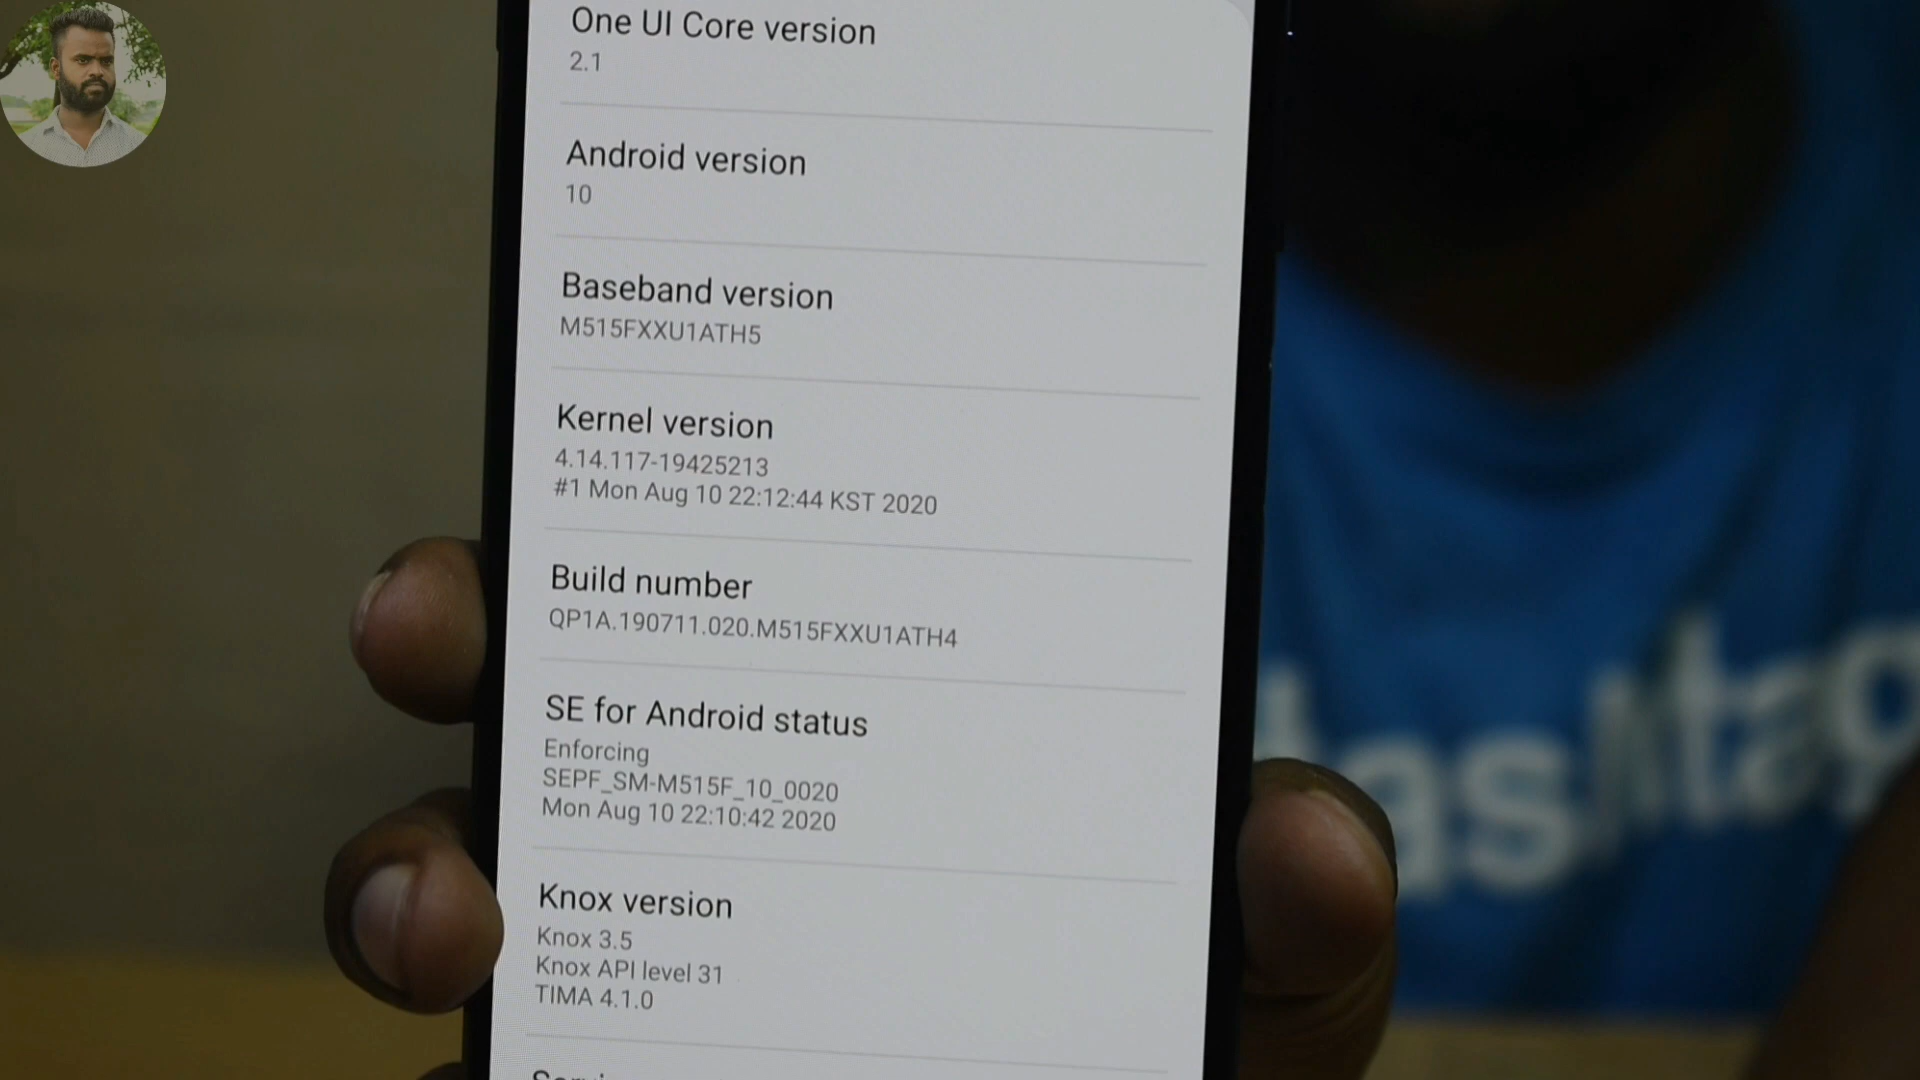 One UI Core version
2.1
Android version
10
Baseband version
M515FXXU1ATH5
Kernel version
4.14.117-19425213
#1 Mon Aug 10 22:12:44 KST 2020
Build number
QP1A.190711.020.M515FXXU1ATH4
SE for Android status
Enforcing
SEPF_SM-M515F_10_0020
Mon Aug 10 22:10:42 2020
Knox version
Knox 3.5
Knox API level 31
TIMA 4.1.0